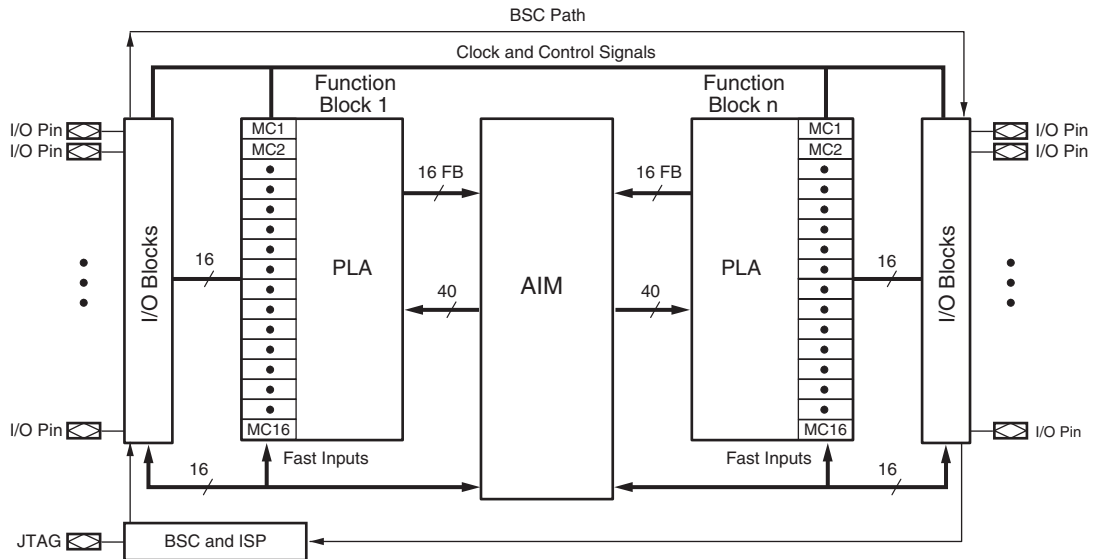 BSC Path
Clock and Control Signals
Function
Block 1
Function
Block n
I/O Pin
I/O Pin
MC1
MC2
MC1
MC2
I/O Pin
I/O Pin
16 FB
16 FB
I/O Blocks
16
PLA
AIM
PLA
16
I/O Blocks
40
40
I/O Pin
MC16
MC16
I/O Pin
16
Fast Inputs
Fast Inputs
16
JTAG
BSC and ISP